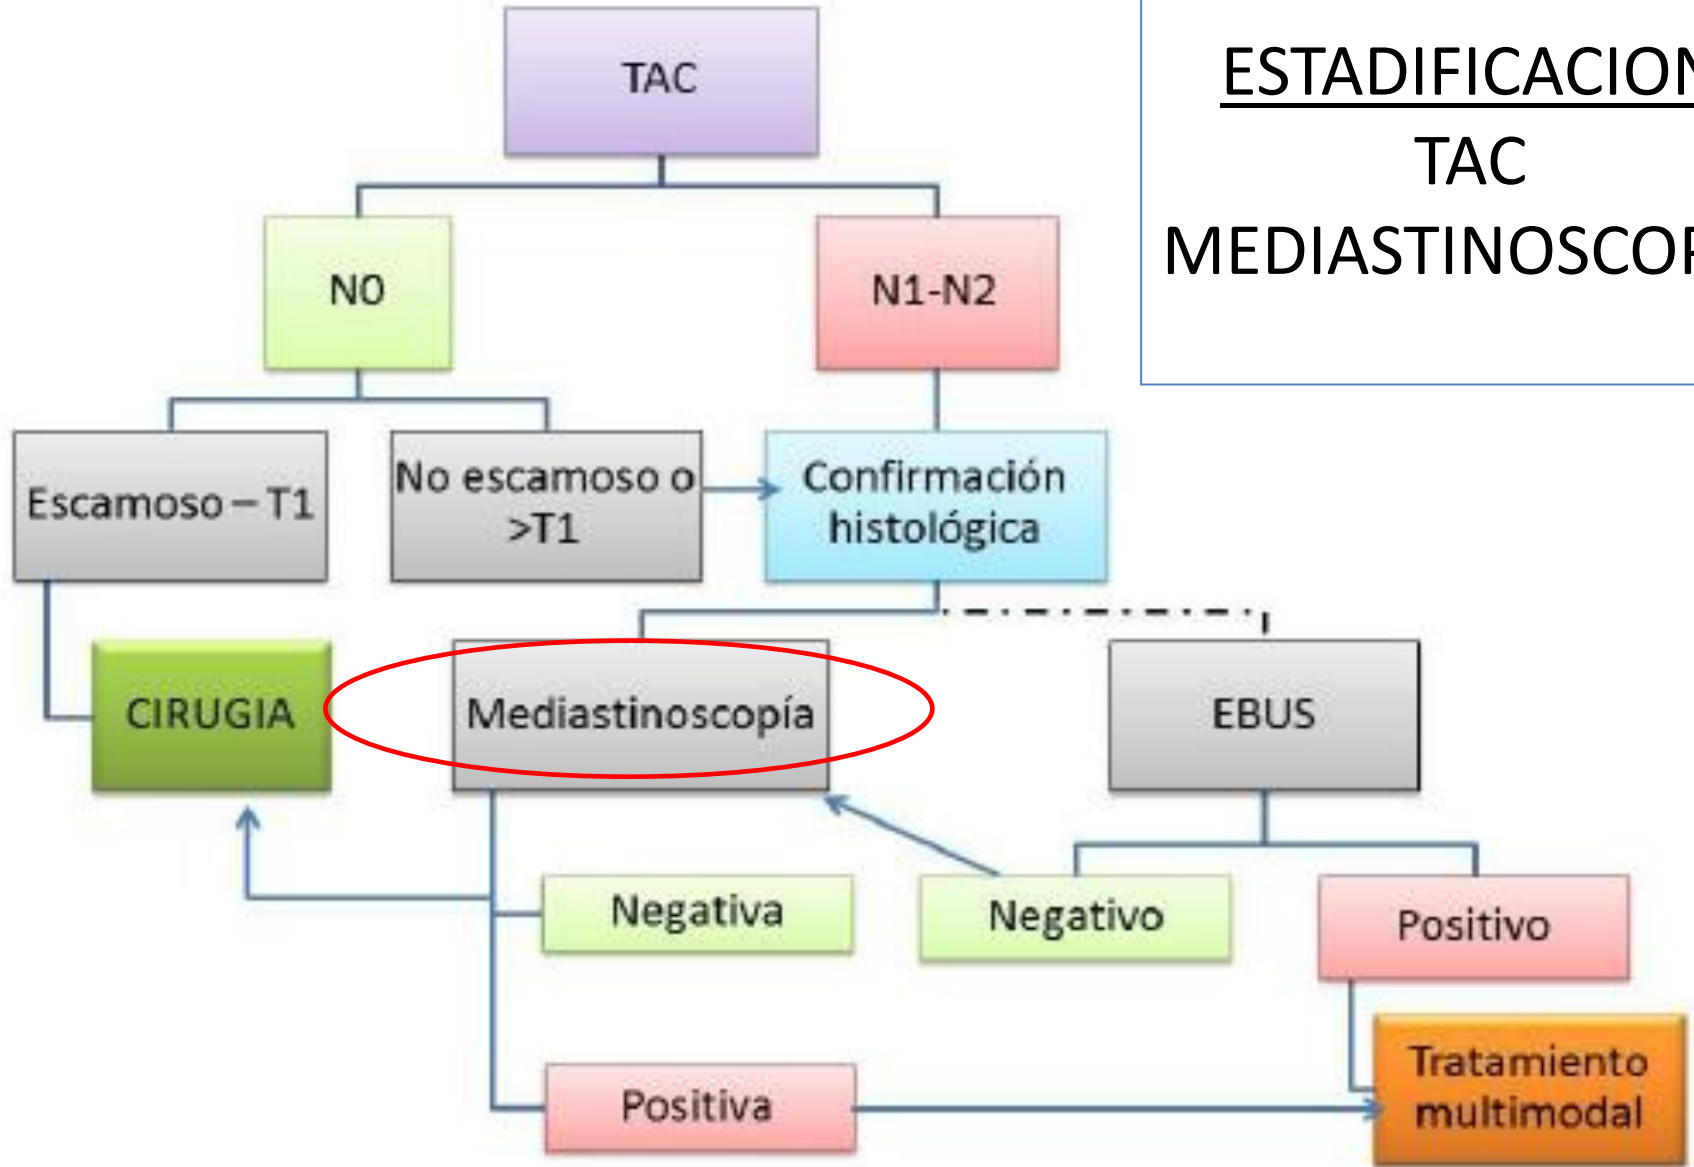 TAC
ESTADIFICACION
TAC
MEDIASTINOSCOP
N0
N1-N2
Escamoso – T1
No escamoso o
>T1
Confirmación
histológica
CIRUGIA
Mediastinoscopía
EBUS
Negativa
Negativo
Positivo
Positiva
Tratamiento
multimodal